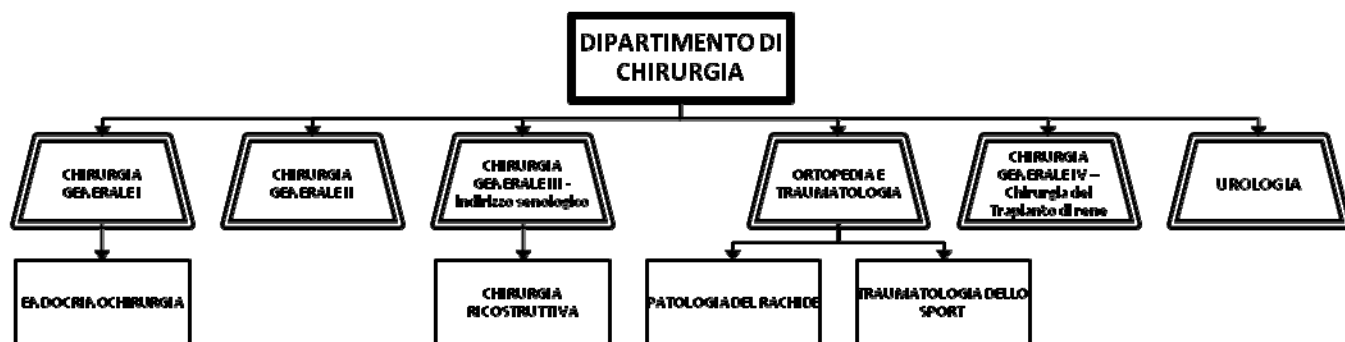 DIPARTIMENTO DI
CHIRURGIA
CHIRURGIA
GENERALE I
CHIRURGIA
GENERALE II
CHIRURGIA
GENERALE III -
Indirizzo senologico
ORTOPEDIA E
TRAUMATOLOGIA
CHIRURGIA
GENERALE IV –
Chirurgia del
Trapianto di rene
UROLOGIA
ENDOCRINOCHIRURGIA
CHIRURGIA
RICOSTRUTTIVA
PATOLOGIA DEL RACHIDE
TRAUMATOLOGIA DELLO
SPORT